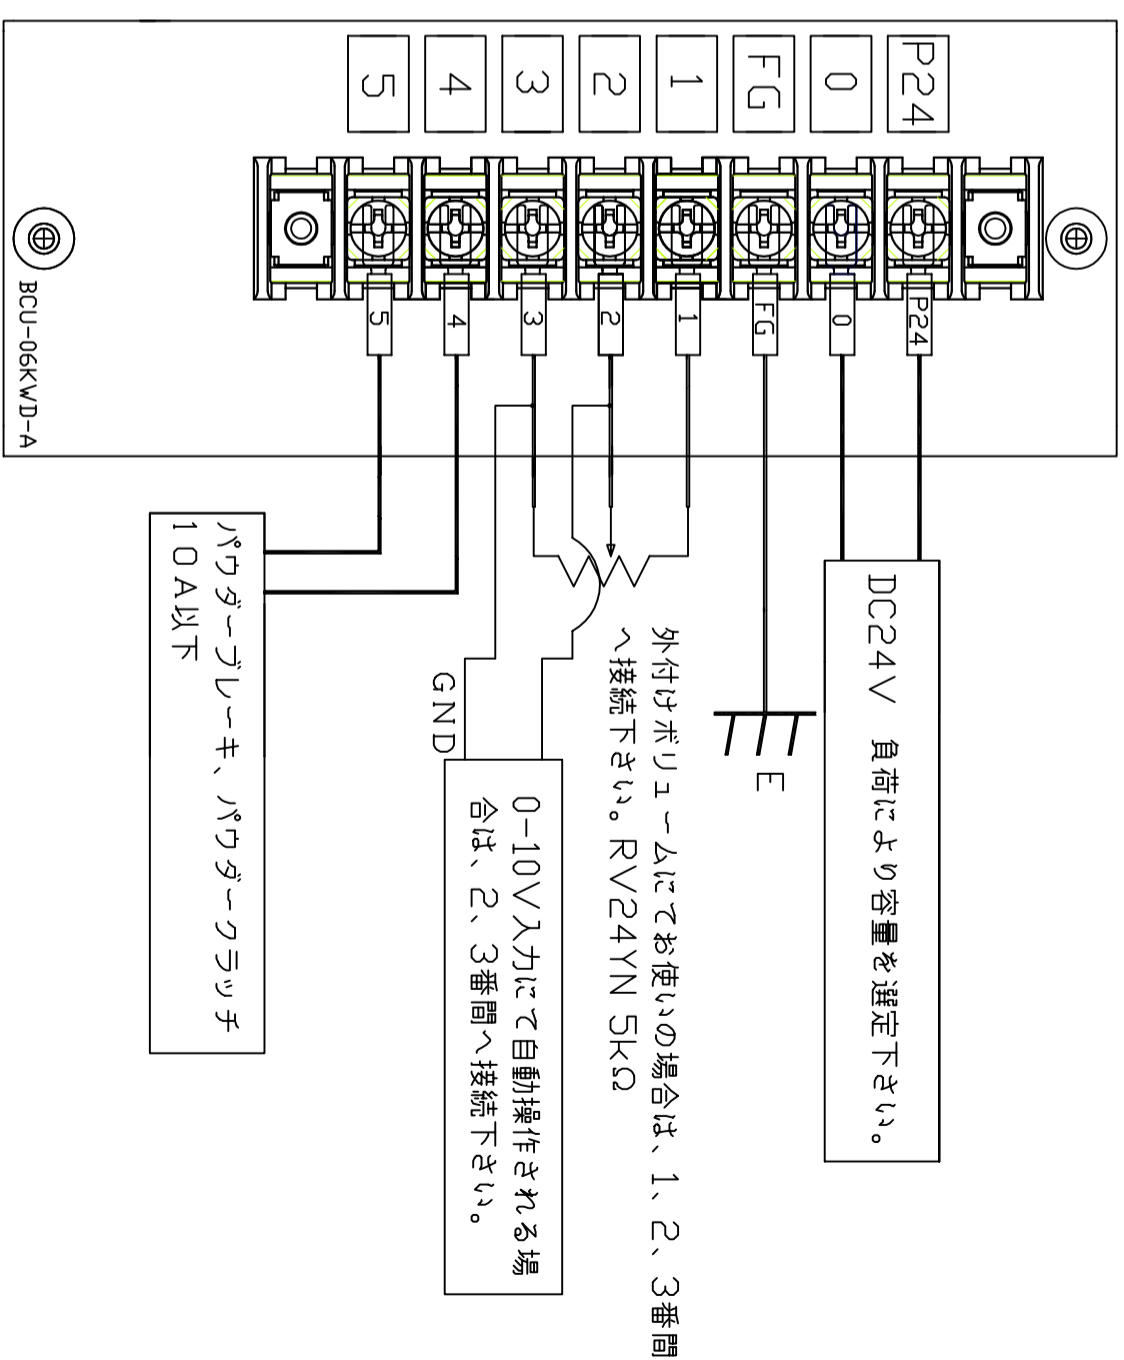 P24
0
FG
1
2
3
4
5
P24
0
FG
1
2
3
4
5
BCU-06KWD-A
DC24V 負荷により容量を選定下さい。
E
外付けボリュームにてお使いの場合は、1、2、3番間
へ接続下さい。RV24YN 5kΩ
0-10V入力にて自動操作される場
合は、2、3番間へ接続下さい。
GND
パウダーブレーキ、パウダークラッチ
10A以下